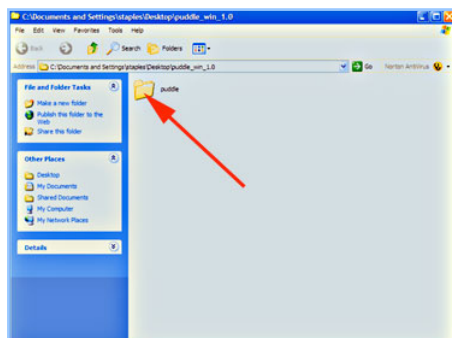 C:\Documents and Settings\staples\Desktop\puddle_win_1.0
File Edit View Favorites Tools Help
Back Search Folders
Address C:\Documents and Settings\staples\Desktop\puddle_win_1.0 Go Norton AntiVirus
File and Folder Tasks
Make a new folder
Publish this folder to the
Web
Share this folder
Other Places
Desktop
My Documents
Shared Documents
My Computer
My Network Places
Details
puddle